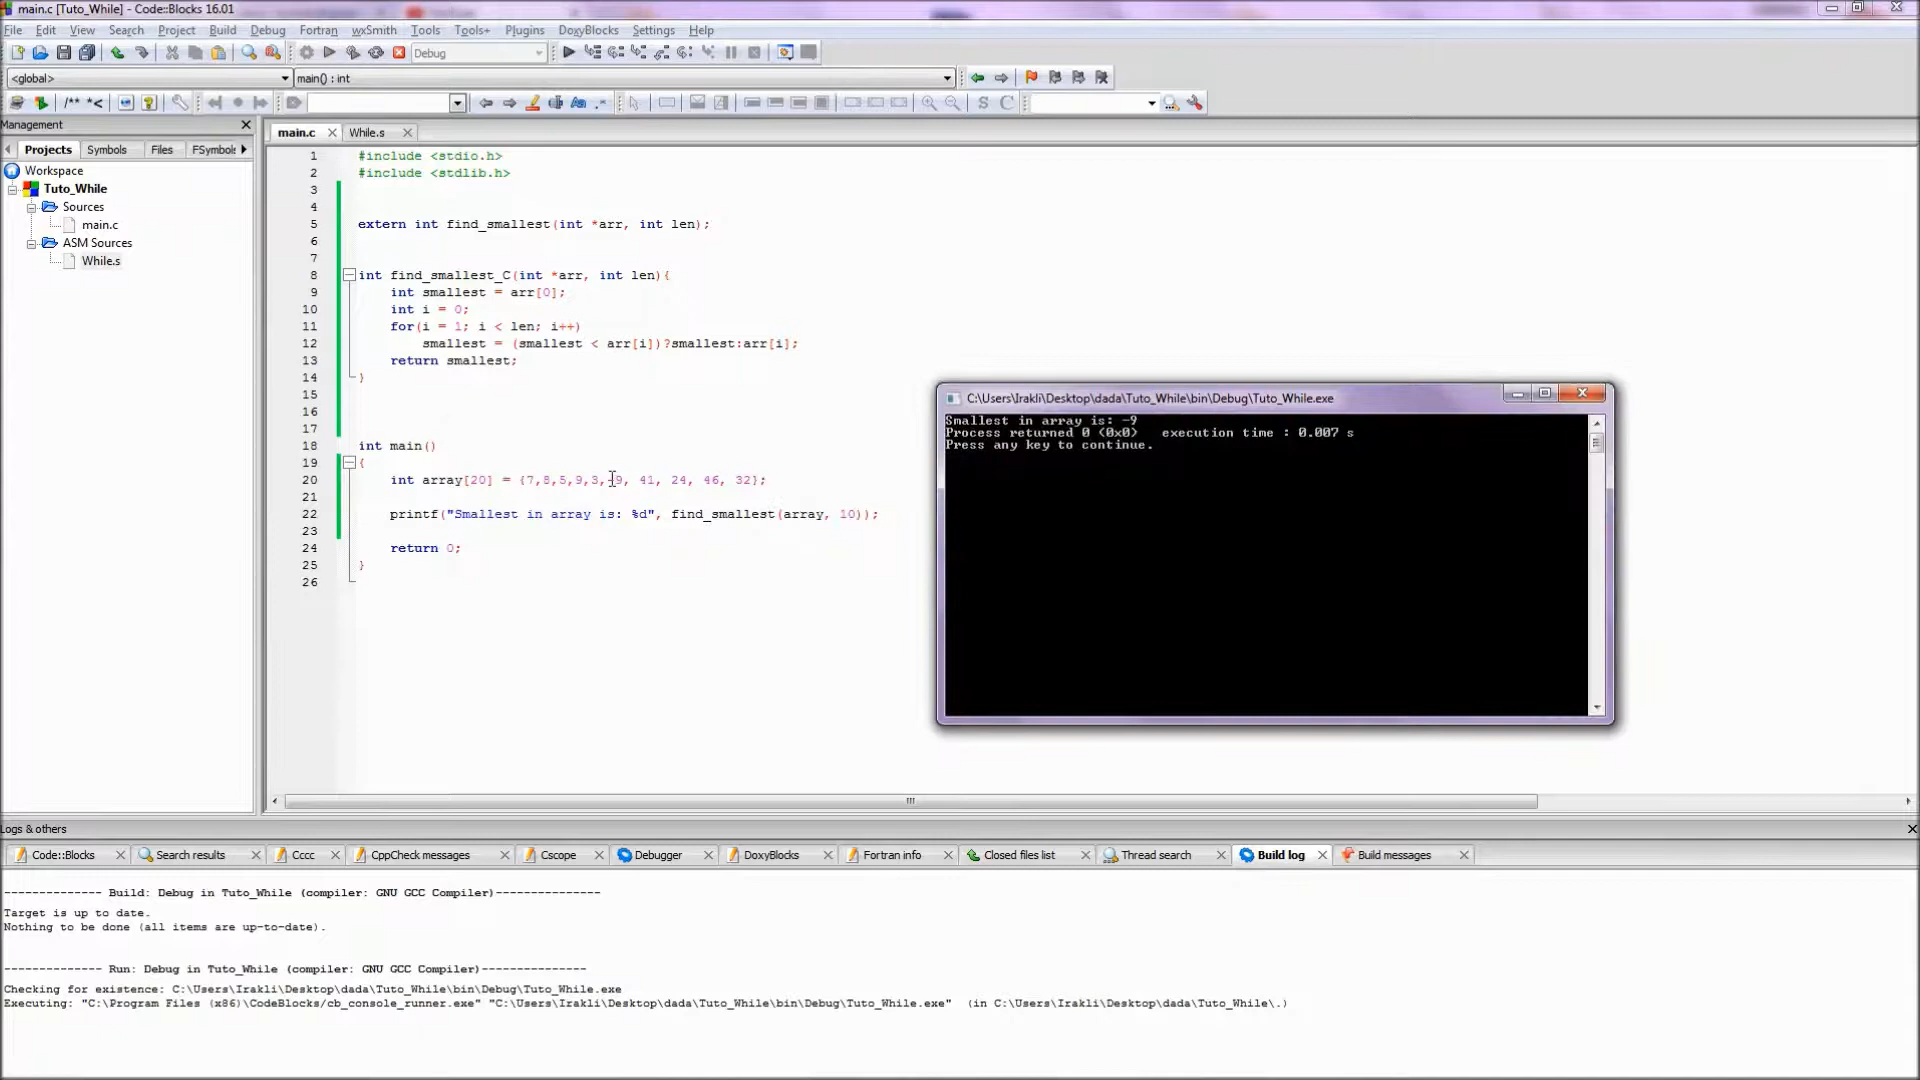 main.c [Tuto_While] - Code::Blocks 16.01
File Edit View Search Project Build Debug Fortran wxSmith Tools Tools+ Plugins DoxyBlocks Settings Help
Debug
<global> main() : int
/** *< S C
Management
Projects Symbols Files FSymbols
main.c While.s
Workspace
Tuto_While
Sources
main.c
ASM Sources
While.s
1 #include <stdio.h>
2 #include <stdlib.h>
3
4
5 extern int find_smallest(int *arr, int len);
6
7
8 int find_smallest_C(int *arr, int len){
9 int smallest = arr[0];
10 int i = 0;
11 for(i = 1; i < len; i++)
12 smallest = (smallest < arr[i])?smallest:arr[i];
13 return smallest;
14 }
15
16
17
18 int main()
19 {
20 int array[20] = {7,8,5,9,3,-9, 41, 24, 46, 32};
21
22 printf("Smallest in array is: %d", find_smallest(array, 10));
23
24 return 0;
25 }
26
C:\Users\Irakli\Desktop\dada\Tuto_While\bin\Debug\Tuto_While.exe
Smallest in array is: -9
Process returned 0 (0x0) execution time : 0.007 s
Press any key to continue.
Logs & others
Code::Blocks Search results Cccc CppCheck messages Cscope Debugger DoxyBlocks Fortran info Closed files list Thread search Build log Build messages
-------------- Build: Debug in Tuto_While (compiler: GNU GCC Compiler)---------------
Target is up to date.
Nothing to be done (all items are up-to-date).
-------------- Run: Debug in Tuto_While (compiler: GNU GCC Compiler)---------------
Checking for existence: C:\Users\Irakli\Desktop\dada\Tuto_While\bin\Debug\Tuto_While.exe
Executing: "C:\Program Files (x86)\CodeBlocks/cb_console_runner.exe" "C:\Users\Irakli\Desktop\dada\Tuto_While\bin\Debug\Tuto_While.exe" (in C:\Users\Irakli\Desktop\dada\Tuto_While\.)